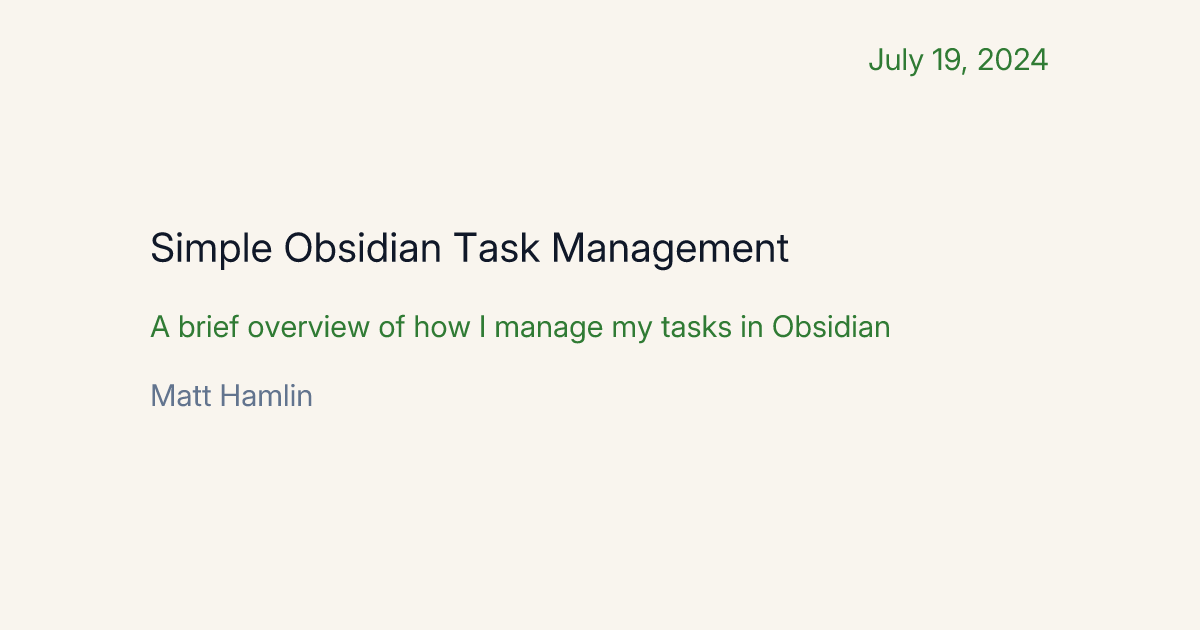 July 19, 2024
Simple Obsidian Task Management
A brief overview of how I manage my tasks in Obsidian
Matt Hamlin